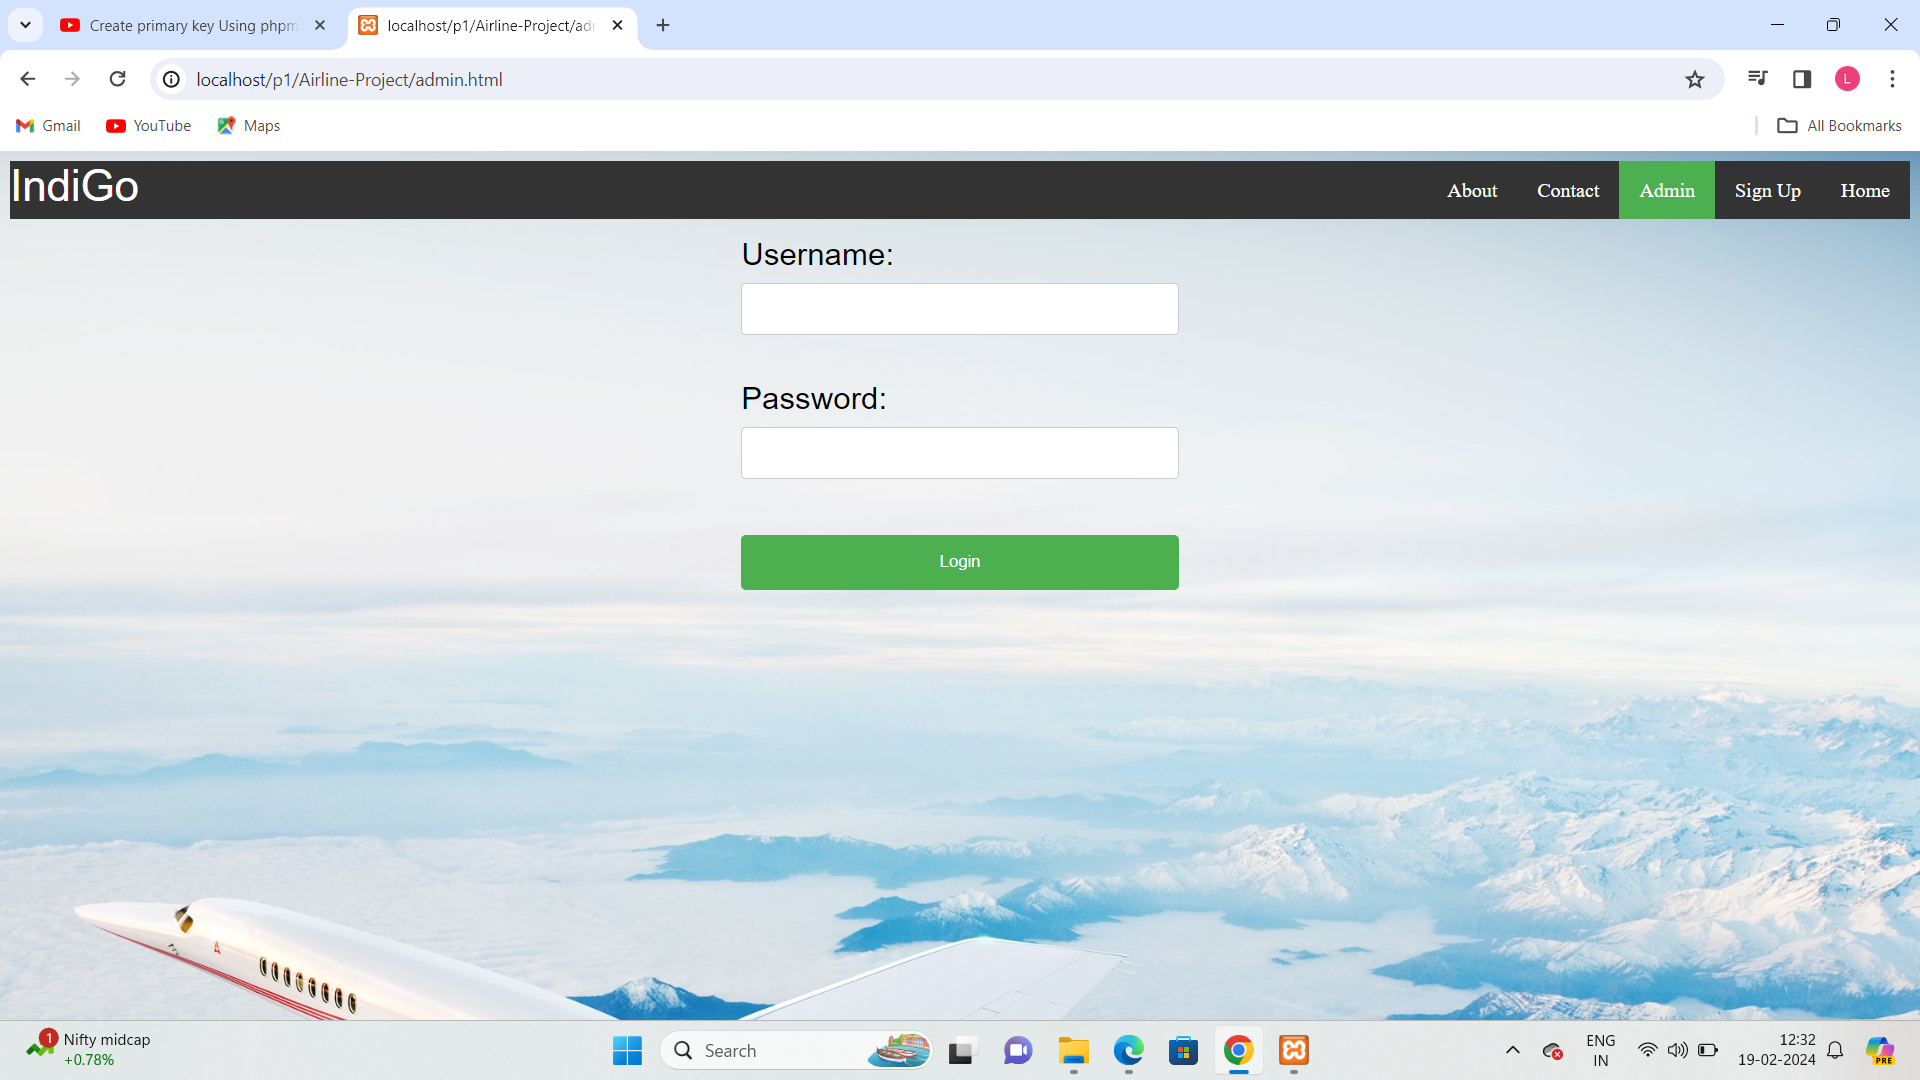 Create primary key Using phpm
localhost/p1/Airline-Project/adm
localhost/p1/Airline-Project/admin.html
L
Gmail
YouTube
Maps
All Bookmarks
IndiGo
About
Contact
Admin
Sign Up
Home
Username:
Password:
Login
1
Nifty midcap
+0.78%
Search
ENG
IN
12:32
19-02-2024
PRE